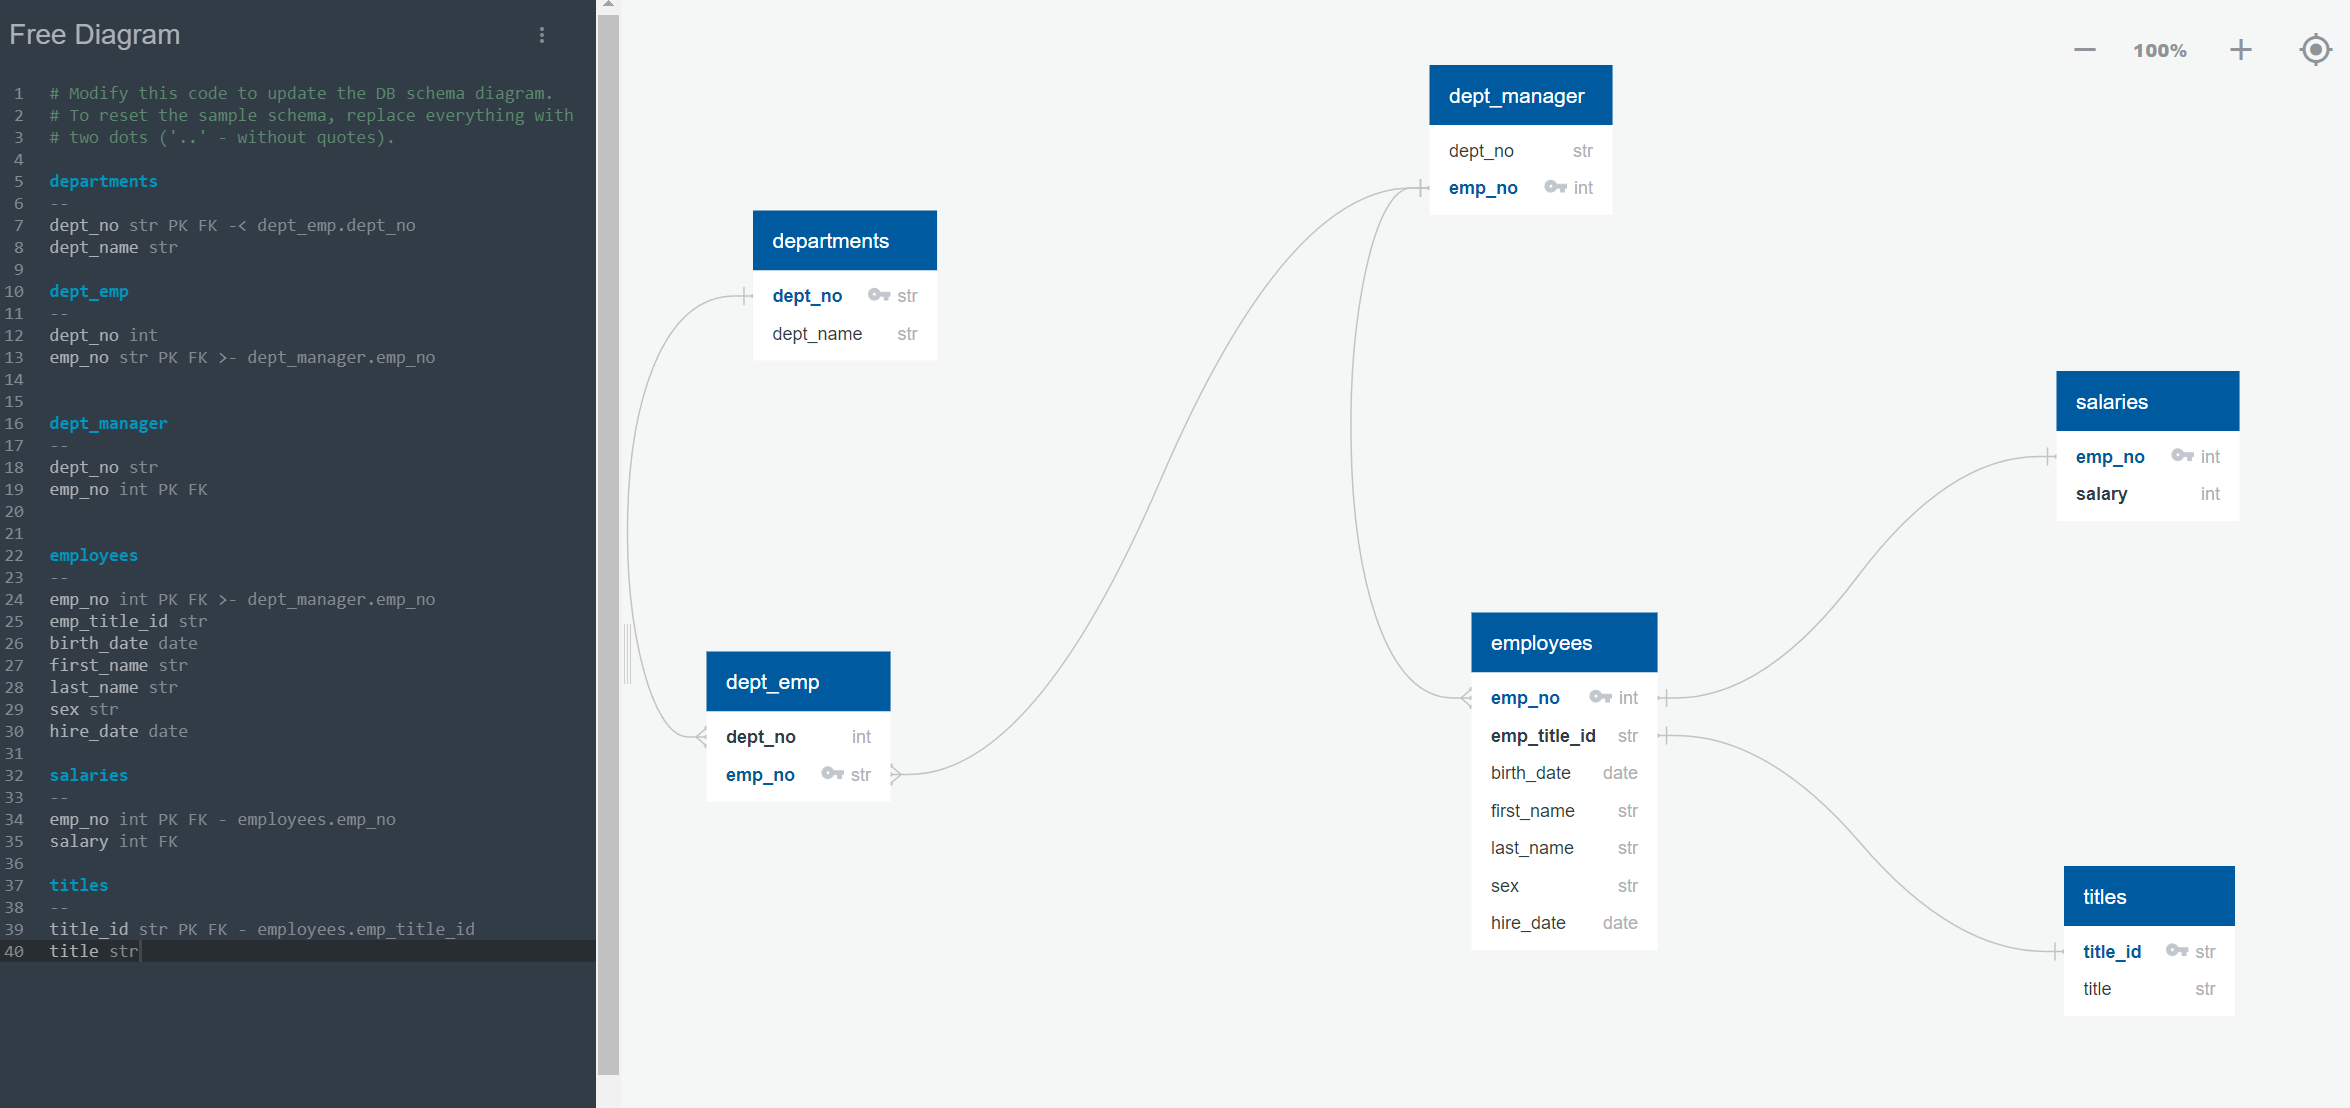 Free Diagram
1 # Modify this code to update the DB schema diagram.
2 # To reset the sample schema, replace everything with
3 # two dots ('..' - without quotes).
4
5 departments
6 --
7 dept_no str PK FK -< dept_emp.dept_no
8 dept_name str
9
10 dept_emp
11 --
12 dept_no int
13 emp_no str PK FK >- dept_manager.emp_no
14
15
16 dept_manager
17 --
18 dept_no str
19 emp_no int PK FK
20
21
22 employees
23 --
24 emp_no int PK FK >- dept_manager.emp_no
25 emp_title_id str
26 birth_date date
27 first_name str
28 last_name str
29 sex str
30 hire_date date
31
32 salaries
33 --
34 emp_no int PK FK - employees.emp_no
35 salary int FK
36
37 titles
38 --
39 title_id str PK FK - employees.emp_title_id
40 title str
100%
dept_manager
dept_no str
emp_no int
departments
dept_no str
dept_name str
salaries
emp_no int
salary int
employees
emp_no int
emp_title_id str
birth_date date
first_name str
last_name str
sex str
hire_date date
dept_emp
dept_no int
emp_no str
titles
title_id str
title str